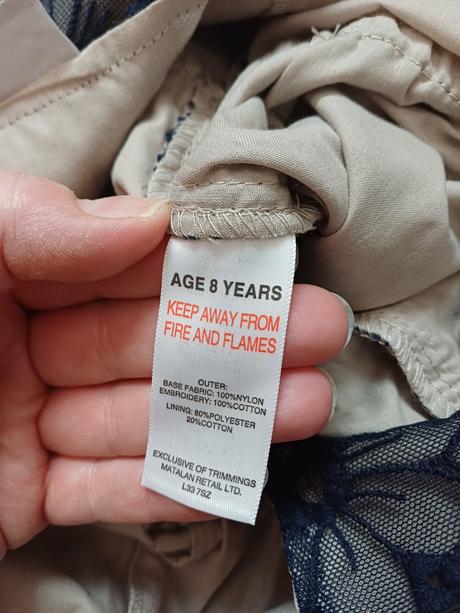 AGE 8 YEARS
KEEP AWAY FROM
FIRE AND FLAMES
OUTER:
BASE FABRIC: 100%NYLON
EMBROIDERY: 100%COTTON
LINING: 80%POLYESTER
20%COTTON
EXCLUSIVE OF TRIMMINGS
MATALAN RETAIL LTD.
L33 7SZ